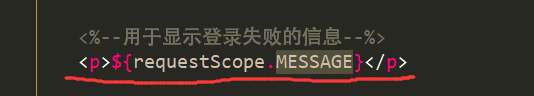 <%--用于显示登录失败的信息--%>
<p>${requestScope.MESSAGE}</p>